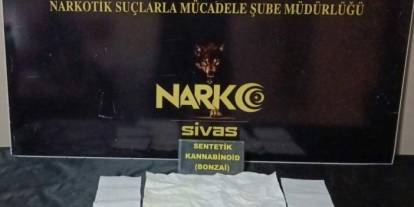 NARKOTİK SUÇLARLA MÜCADELE ŞUBE MÜDÜRLÜĞÜ
NARKO
sivas
SENTETİK
KANNABİNOİD
(BONZAİ)